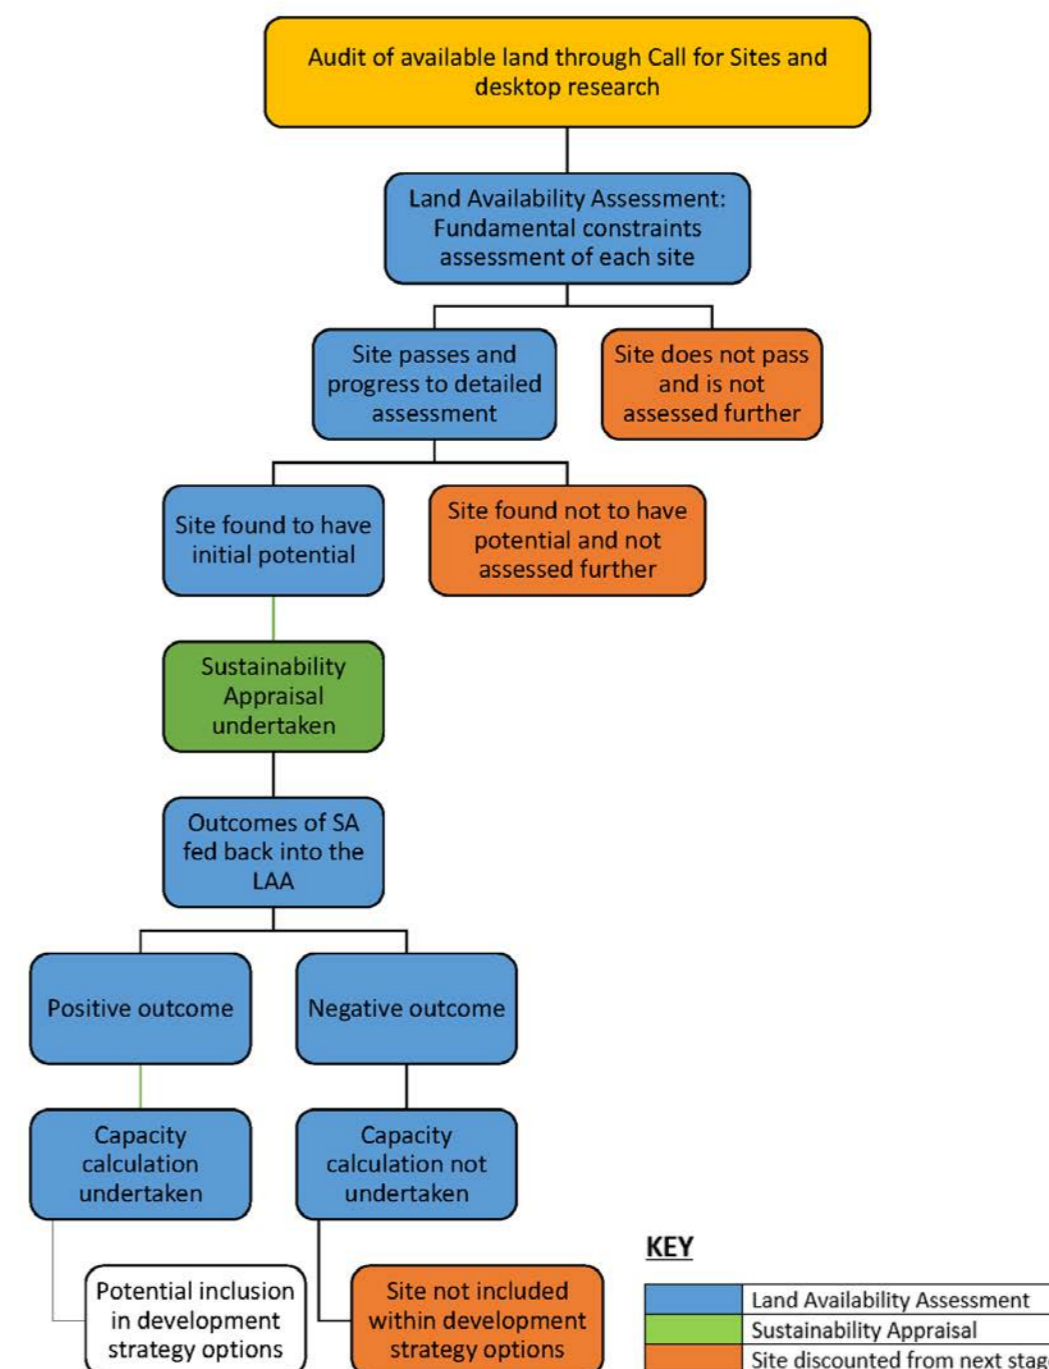 Audit of available land through Call for Sites and
desktop research
Land Availability Assessment:
Fundamental constraints
assessment of each site
Site passes and
progress to detailed
assessment
Site does not pass
and is not
assessed further
Site found to have
initial potential
Site found not to have
potential and not
assessed further
Sustainability
Appraisal
undertaken
Outcomes of SA
fed back into the
LAA
Positive outcome
Negative outcome
Capacity
calculation
undertaken
Capacity
calculation not
undertaken
Potential inclusion
in development
strategy options
Site not included
within development
strategy options
KEY
Land Availability Assessment
Sustainability Appraisal
Site discounted from next stag